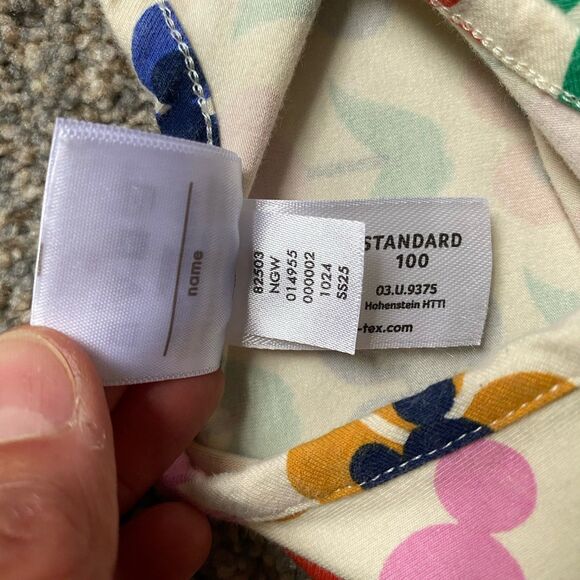 name
82503
NGW
014955
000002
1024
SS25
STANDARD
100
03.U.9375
Hohenstein HTTI
-tex.com